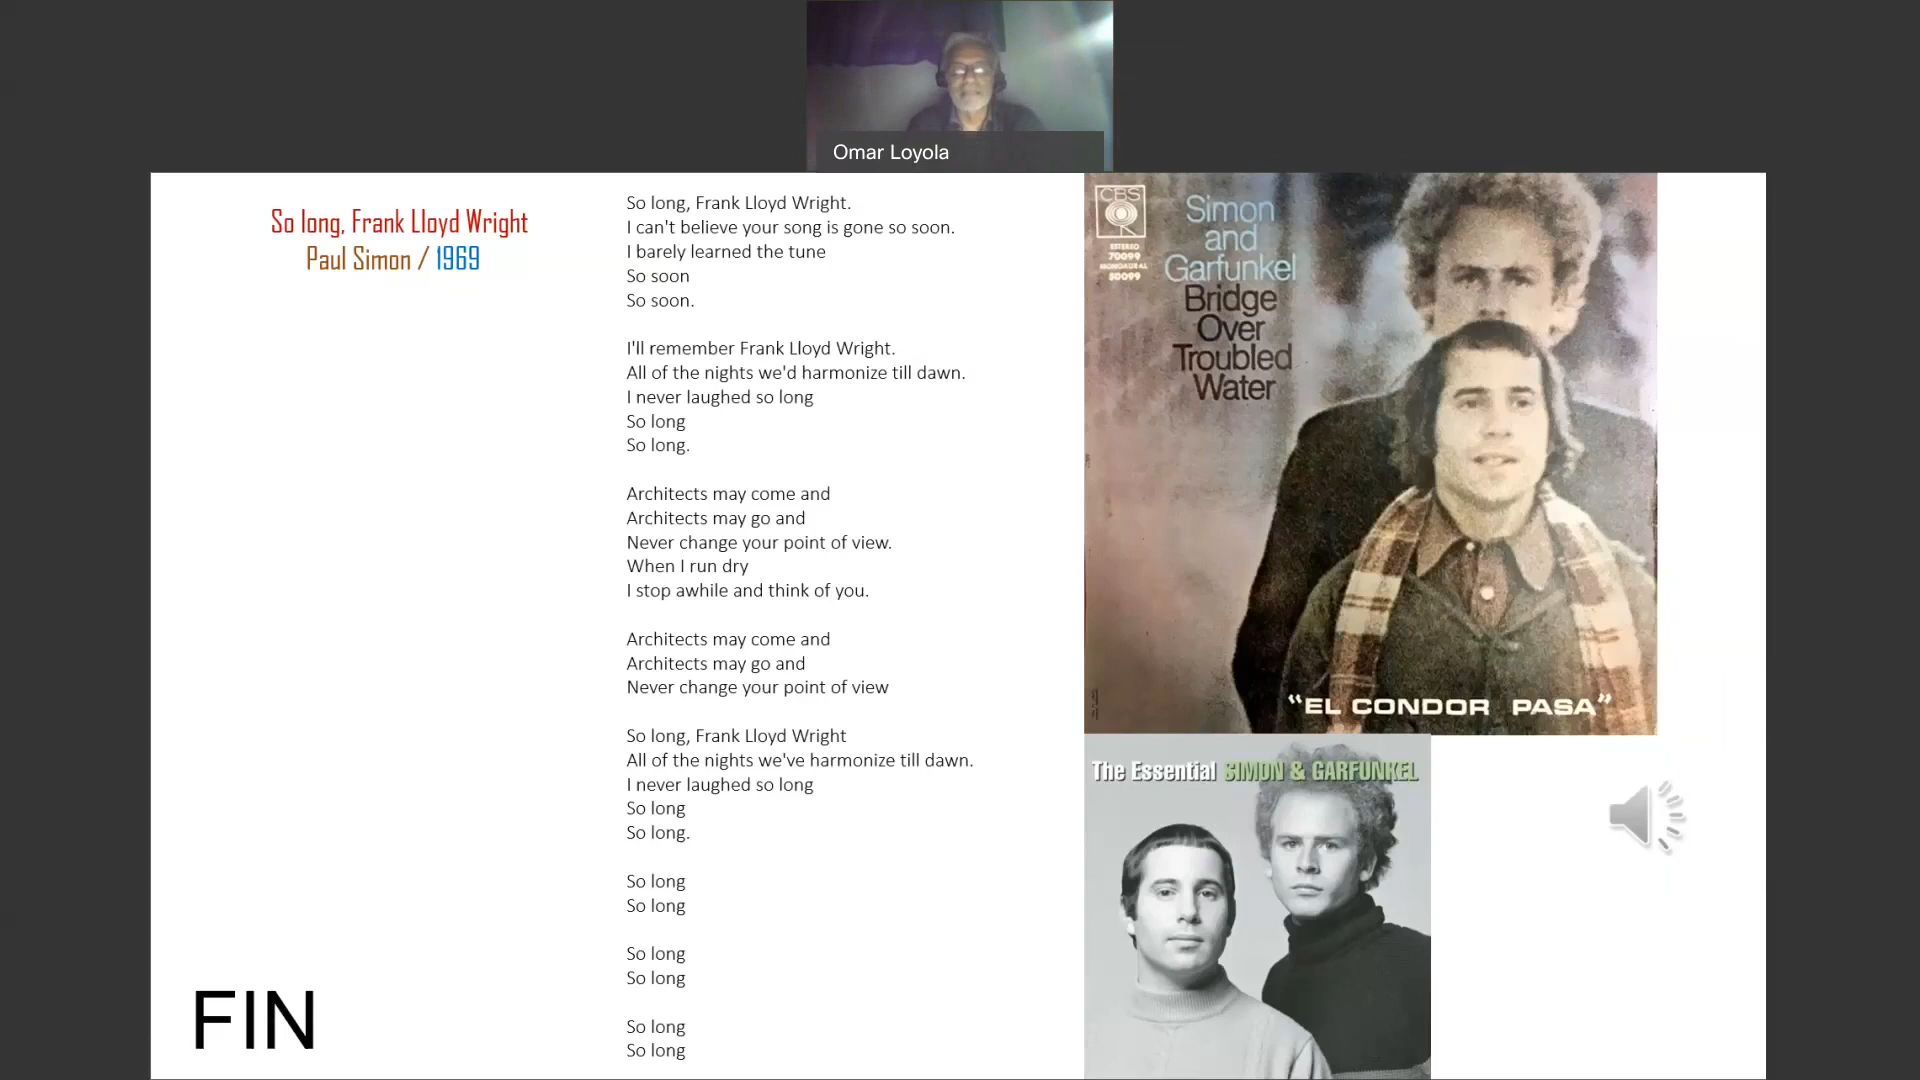 Omar Loyola
So long, Frank Lloyd Wright
Paul Simon / 1969
So long, Frank Lloyd Wright.
I can't believe your song is gone so soon.
I barely learned the tune
So soon
So soon.
I'll remember Frank Lloyd Wright.
All of the nights we'd harmonize till dawn.
I never laughed so long
So long
So long.
Architects may come and
Architects may go and
Never change your point of view.
When I run dry
I stop awhile and think of you.
Architects may come and
Architects may go and
Never change your point of view
So long, Frank Lloyd Wright
All of the nights we've harmonize till dawn.
I never laughed so long
So long
So long.
So long
So long
So long
So long
So long
So long
FIN
CBS
ESTEREO
70099
MONOAURAL
80099
Simon
and
Garfunkel
Bridge
Over
Troubled
Water
"EL CONDOR PASA"
The Essential SIMON & GARFUNKEL